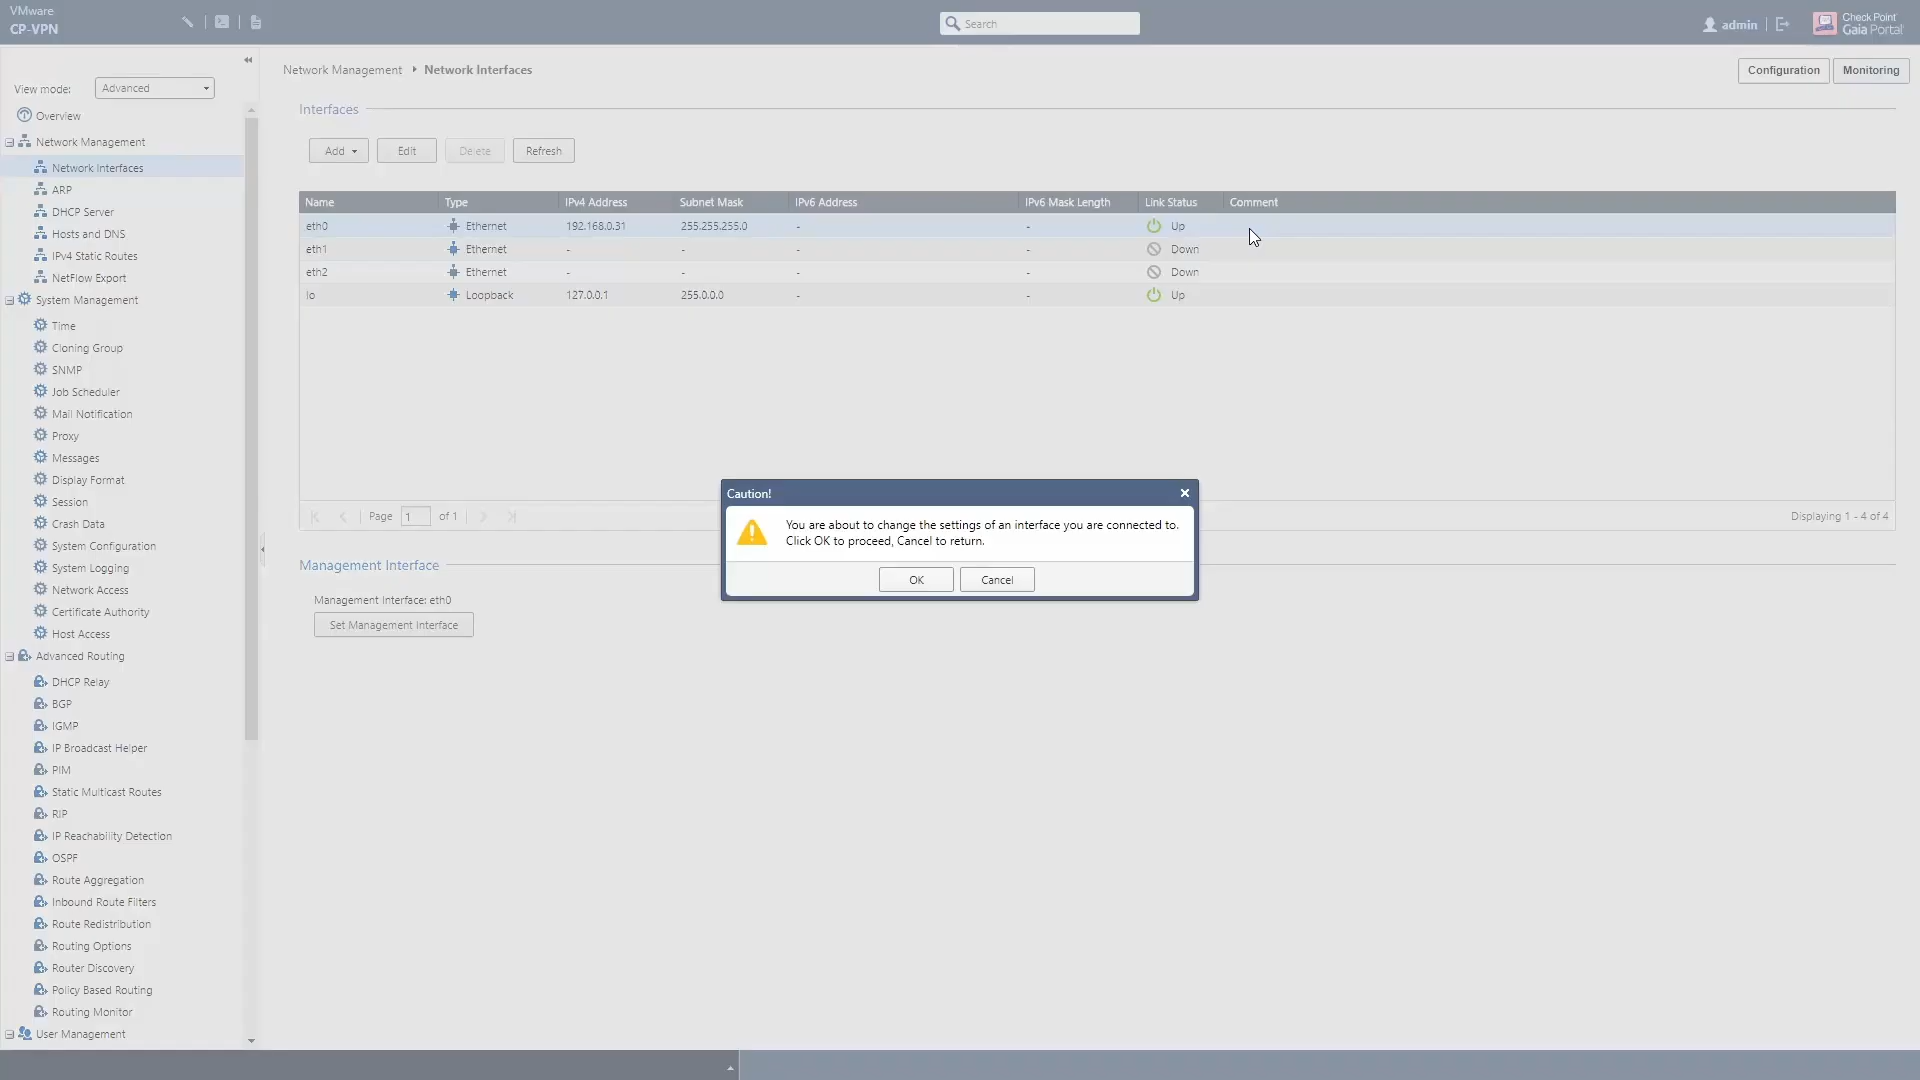 VMware
CP-VPN
Search
admin
Check Point
Gaia Portal
View mode:
Advanced
Network Management
Network Interfaces
Configuration
Monitoring
Overview
Network Management
Network Interfaces
ARP
DHCP Server
Hosts and DNS
IPv4 Static Routes
NetFlow Export
System Management
Time
Cloning Group
SNMP
Job Scheduler
Mail Notification
Proxy
Messages
Display Format
Session
Crash Data
System Configuration
System Logging
Network Access
Certificate Authority
Host Access
Advanced Routing
DHCP Relay
BGP
IGMP
IP Broadcast Helper
PIM
Static Multicast Routes
RIP
IP Reachability Detection
OSPF
Route Aggregation
Inbound Route Filters
Route Redistribution
Routing Options
Router Discovery
Policy Based Routing
Routing Monitor
User Management
Interfaces
Add
Edit
Delete
Refresh
Name Type IPv4 Address Subnet Mask IPv6 Address IPv6 Mask Length Link Status Comment
eth0 Ethernet 192.168.0.31 255.255.255.0 - - Up
eth1 Ethernet - - - - Down
eth2 Ethernet - - - - Down
lo Loopback 127.0.0.1 255.0.0.0 - - Up
Page 1 of 1
Displaying 1 - 4 of 4
Caution!
You are about to change the settings of an interface you are connected to.
Click OK to proceed, Cancel to return.
OK
Cancel
Management Interface
Management Interface: eth0
Set Management Interface